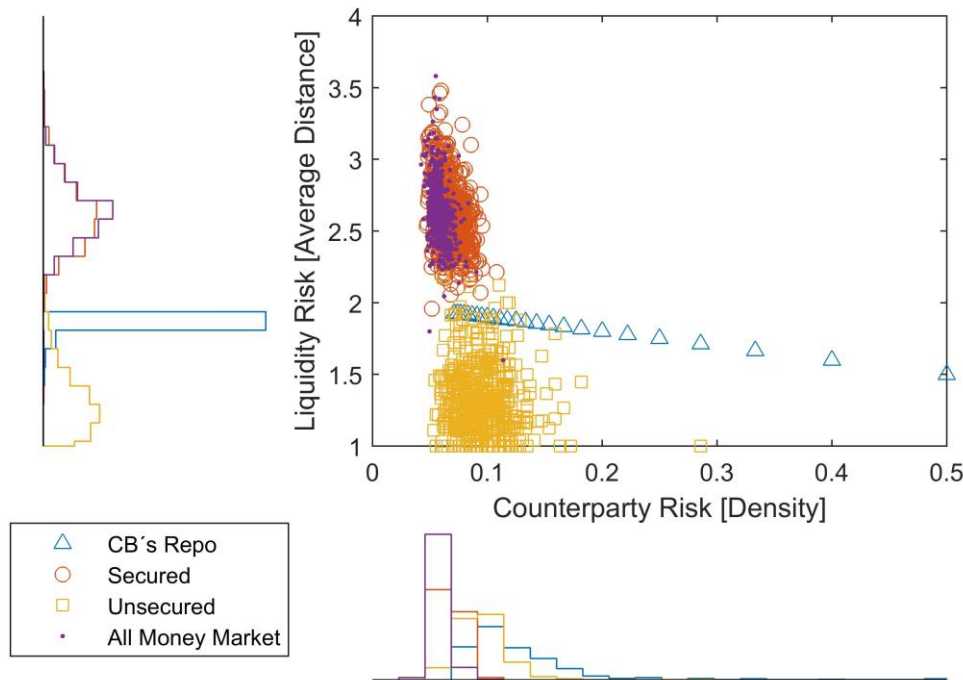 4
3.5
3
2.5
2
1.5
1
Liquidity Risk [Average Distance]
0 0.1 0.2 0.3 0.4 0.5
Counterparty Risk [Density]
CB´s Repo
Secured
Unsecured
All Money Market